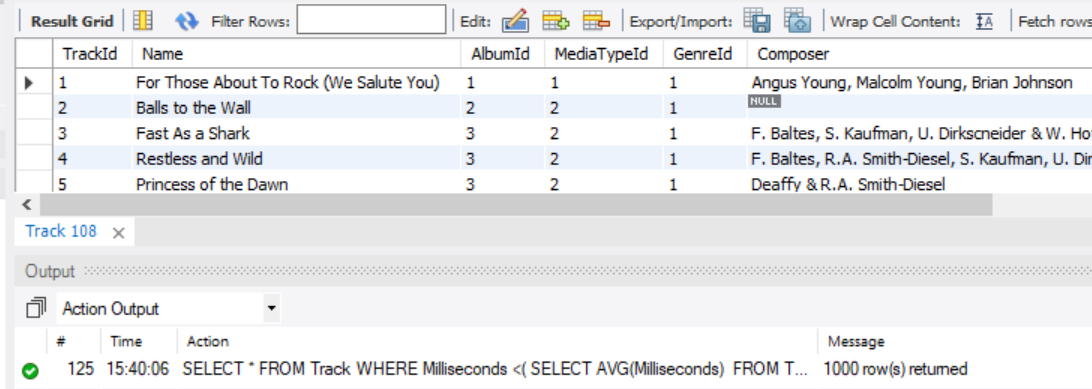 Result Grid Filter Rows: Edit: Export/Import: Wrap Cell Content: Fetch rows
TrackId Name AlbumId MediaTypeId GenreId Composer
1 For Those About To Rock (We Salute You) 1 1 1 Angus Young, Malcolm Young, Brian Johnson
2 Balls to the Wall 2 2 1 NULL
3 Fast As a Shark 3 2 1 F. Baltes, S. Kaufman, U. Dirkscneider & W. Ho
4 Restless and Wild 3 2 1 F. Baltes, R.A. Smith-Diesel, S. Kaufman, U. Dir
5 Princess of the Dawn 3 2 1 Deaffy & R.A. Smith-Diesel
Track 108
Output
Action Output
# Time Action Message
125 15:40:06 SELECT * FROM Track WHERE Milliseconds <( SELECT AVG(Milliseconds) FROM T... 1000 row(s) returned